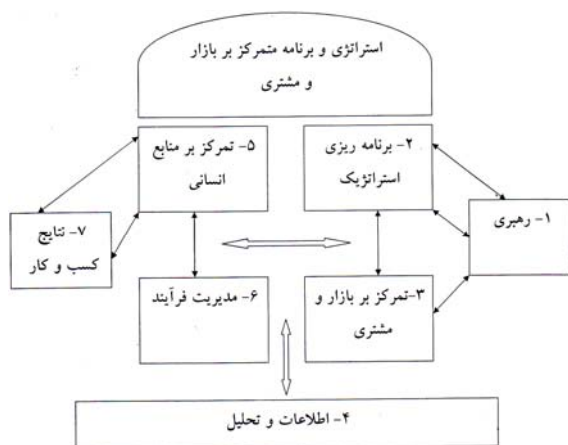 استراتژی و برنامه متمرکز بر بازار
و مشتری
۵- تمرکز بر منابع
انسانی
۲- برنامه ریزی
استراتژیک
۱- رهبری
۷- نتایج
کسب و کار
۶- مدیریت فرآیند
۳-تمرکز بر بازار و
مشتری
۴- اطلاعات و تحلیل